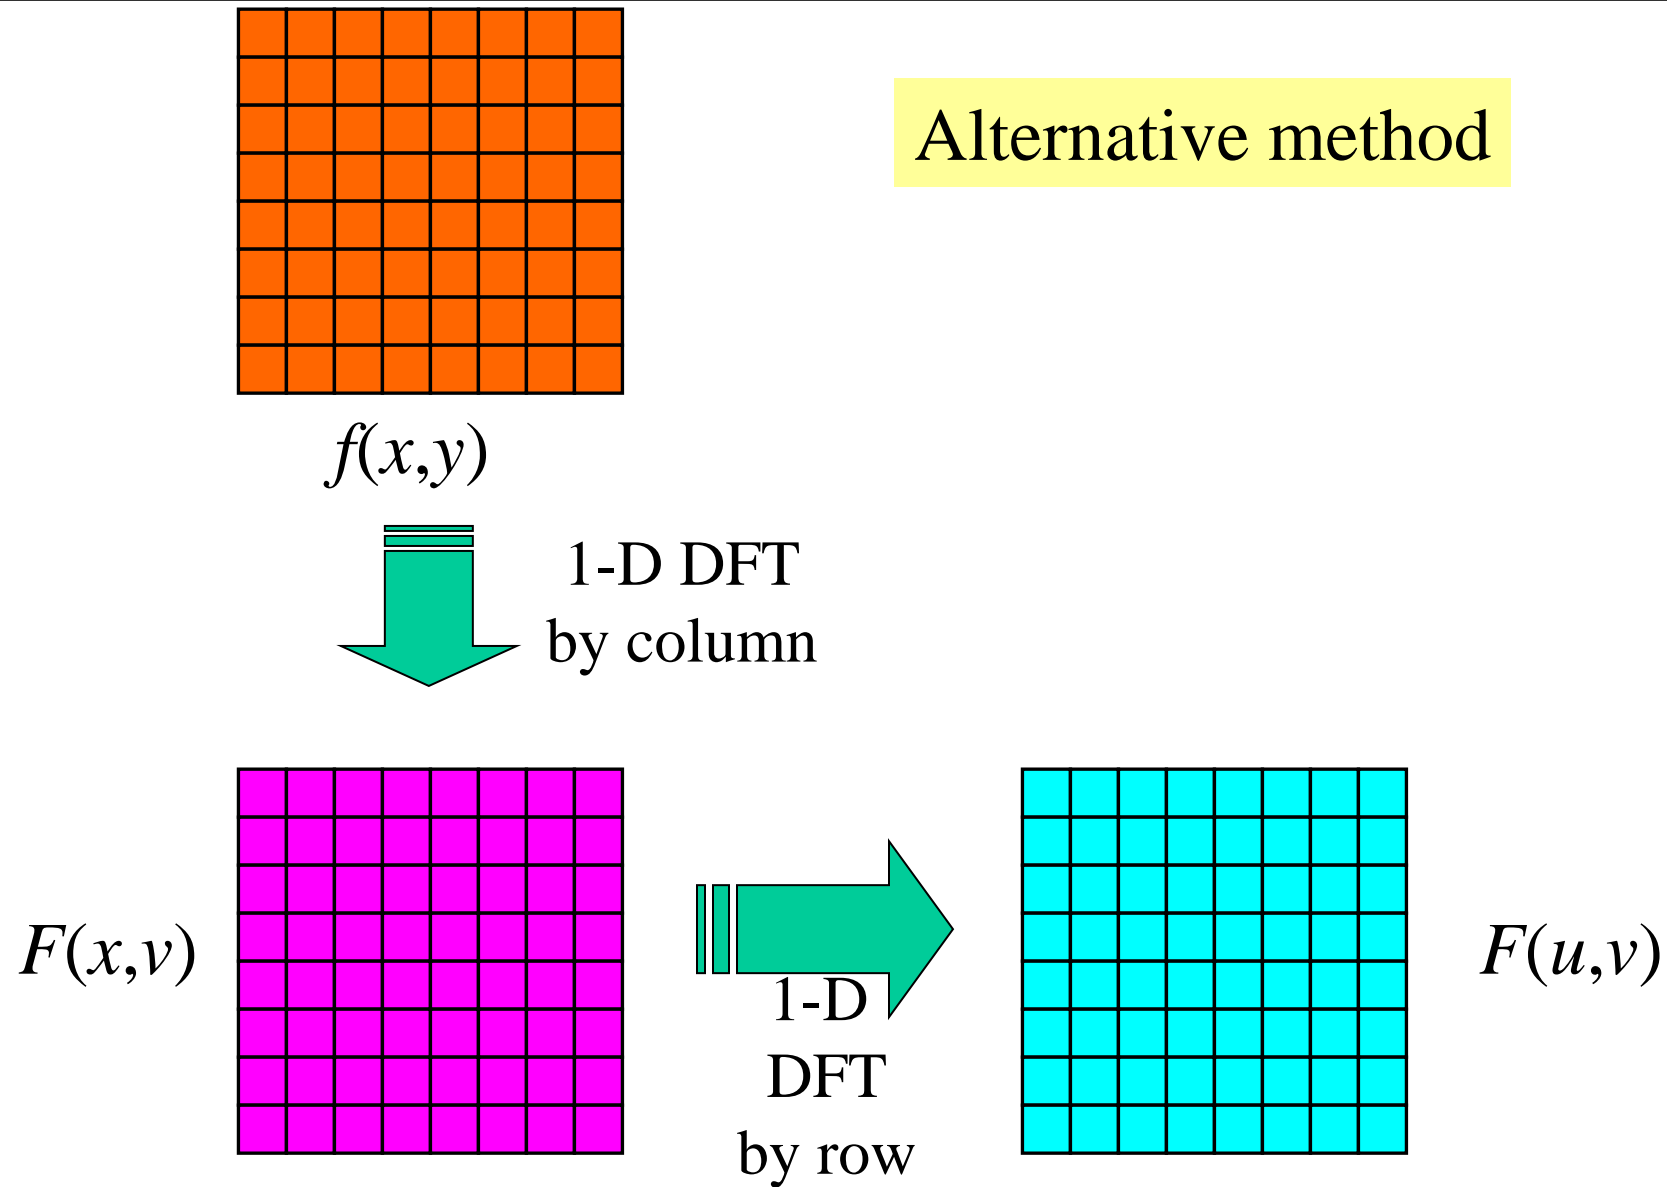 Alternative method
f(x,y)
1-D DFT
by column
F(x,v)
1-D
DFT
by row
F(u,v)